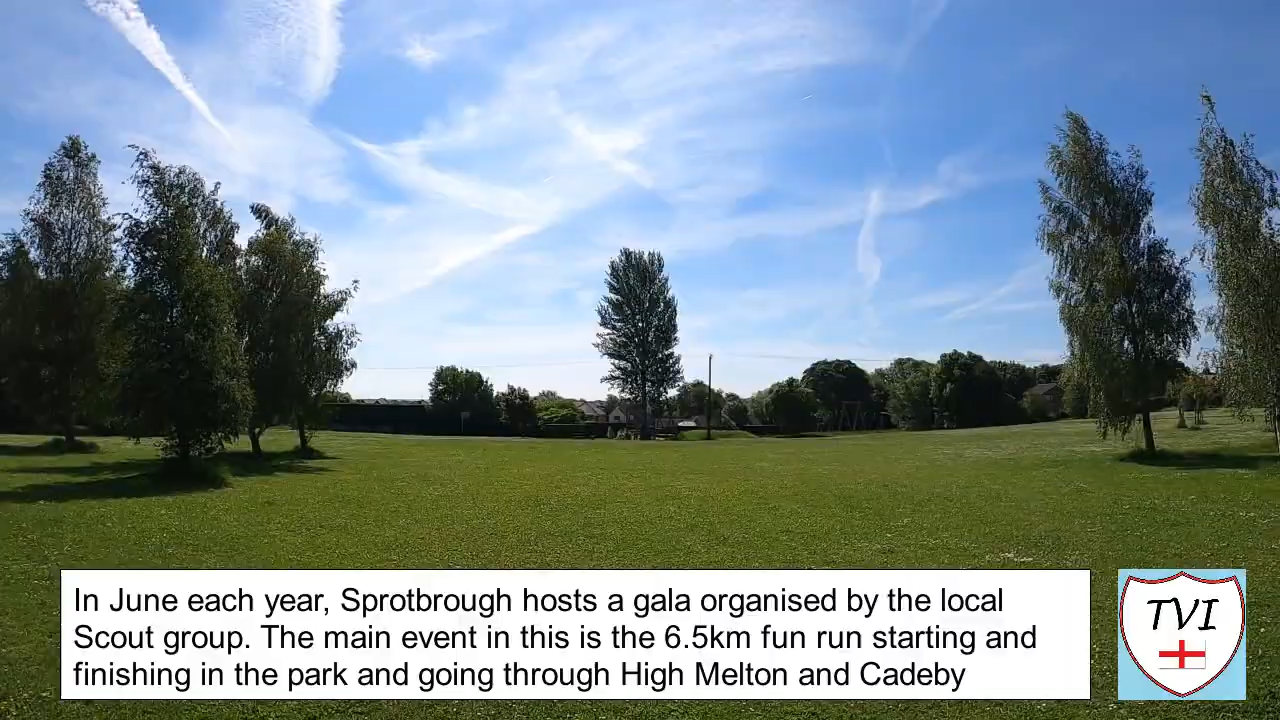 In June each year, Sprotbrough hosts a gala organised by the local
Scout group. The main event in this is the 6.5km fun run starting and
finishing in the park and going through High Melton and Cadeby
TVI